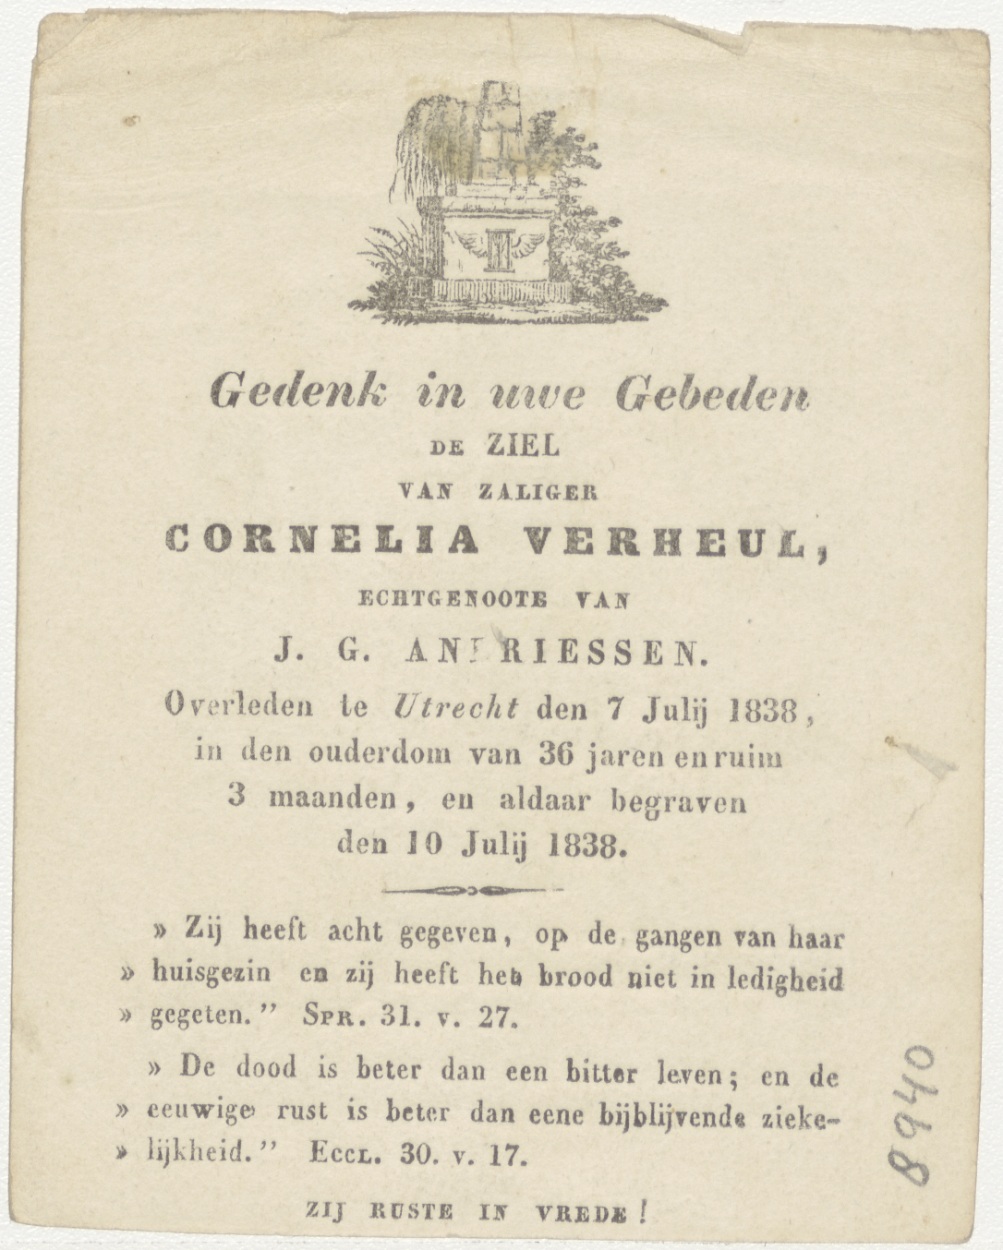 Gedenk in uwe Gebeden
DE ZIEL
VAN ZALIGER
CORNELIA VERHEUL,
ECHTGENOOTE VAN
J. G. ANDRIESSEN.
Overleden te Utrecht den 7 Julij 1838,
in den ouderdom van 36 jaren en ruim
3 maanden, en aldaar begraven
den 10 Julij 1838.
» Zij heeft acht gegeven, op de gangen van haar
» huisgezin en zij heeft het brood niet in ledigheid
» gegeten.” SPR. 31. v. 27.
» De dood is beter dan een bitter leven; en de
» eeuwige rust is beter dan eene bijblijvende zieke-
» lijkheid.” ECCL. 30. v. 17.
ZIJ RUSTE IN VREDE!
8940